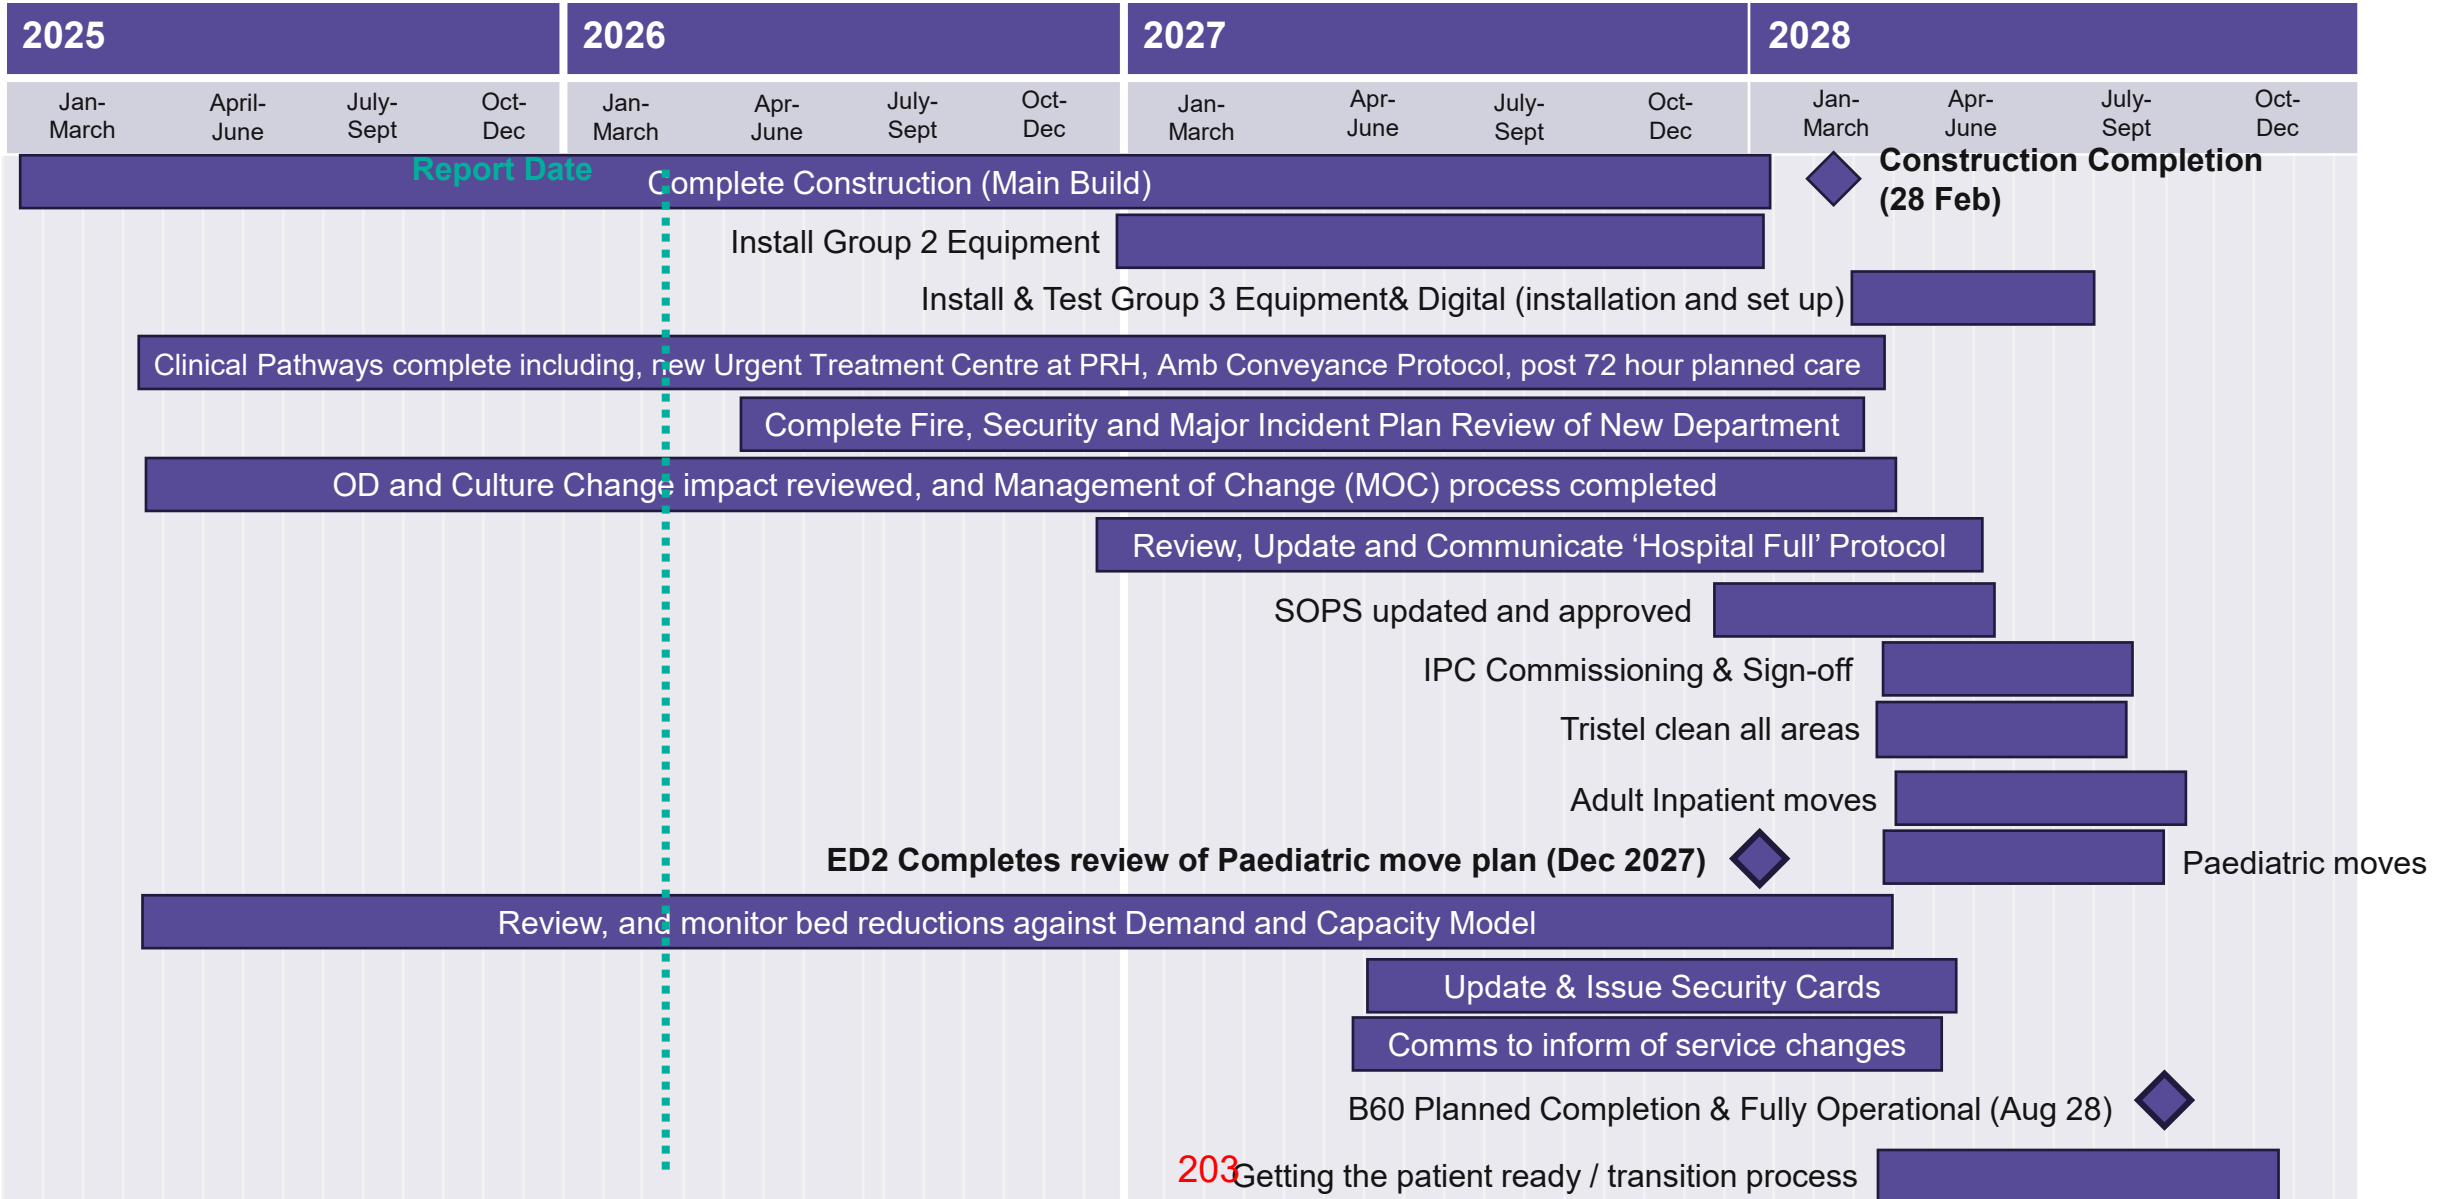 2025
2026
2027
2028
Jan-
March
April-
June
July-
Sept
Oct-
Dec
Jan-
March
Apr-
June
July-
Sept
Oct-
Dec
Jan-
March
Apr-
June
July-
Sept
Oct-
Dec
Jan-
March
Apr-
June
July-
Sept
Oct-
Dec
Report Date
Complete Construction (Main Build)
Construction Completion
(28 Feb)
Install Group 2 Equipment
Install & Test Group 3 Equipment& Digital (installation and set up)
Clinical Pathways complete including, new Urgent Treatment Centre at PRH, Amb Conveyance Protocol, post 72 hour planned care
Complete Fire, Security and Major Incident Plan Review of New Department
OD and Culture Change impact reviewed, and Management of Change (MOC) process completed
Review, Update and Communicate ‘Hospital Full’ Protocol
SOPS updated and approved
IPC Commissioning & Sign-off
Tristel clean all areas
Adult Inpatient moves
ED2 Completes review of Paediatric move plan (Dec 2027)
Paediatric moves
Review, and monitor bed reductions against Demand and Capacity Model
Update & Issue Security Cards
Comms to inform of service changes
B60 Planned Completion & Fully Operational (Aug 28)
203
Getting the patient ready / transition process